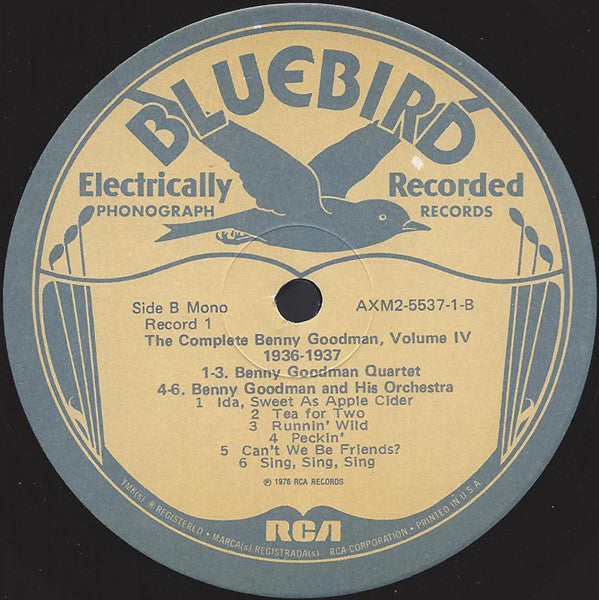 BLUEBIRD
Electrically Recorded
PHONOGRAPH RECORDS
Side B Mono AXM2-5537-1-B
Record 1
The Complete Benny Goodman, Volume IV
1936-1937
1-3. Benny Goodman Quartet
4-6. Benny Goodman and His Orchestra
1 Ida, Sweet As Apple Cider
2 Tea for Two
3 Runnin' Wild
4 Peckin'
5 Can't We Be Friends?
6 Sing, Sing, Sing
℗ 1976 RCA RECORDS
RCA
TMK(s) ® REGISTERED • MARCA(s) REGISTRADA(s) RCA CORPORATION • PRINTED IN U.S.A